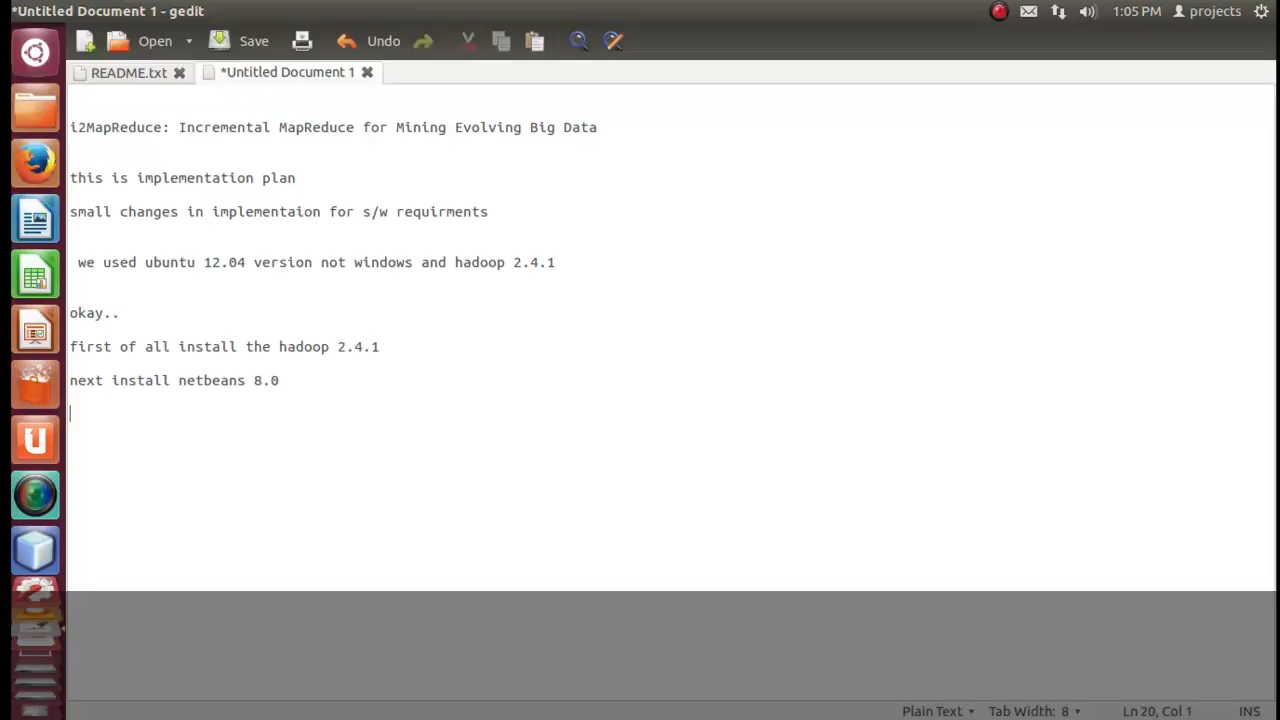 *Untitled Document 1 - gedit
1:05 PM projects
Open Save Undo
README.txt *Untitled Document 1
i2MapReduce: Incremental MapReduce for Mining Evolving Big Data
this is implementation plan
small changes in implementaion for s/w requirments
we used ubuntu 12.04 version not windows and hadoop 2.4.1
okay..
first of all install the hadoop 2.4.1
next install netbeans 8.0
Plain Text Tab Width: 8 Ln 20, Col 1 INS